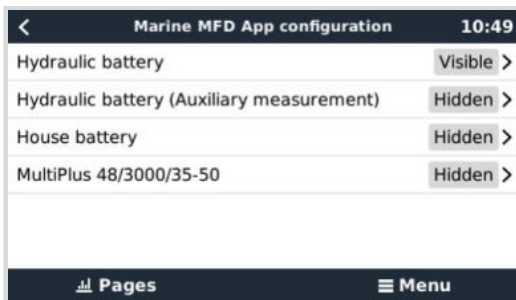 Marine MFD App configuration 10:49
Hydraulic battery Visible
Hydraulic battery (Auxiliary measurement) Hidden
House battery Hidden
MultiPlus 48/3000/35-50 Hidden
Pages Menu